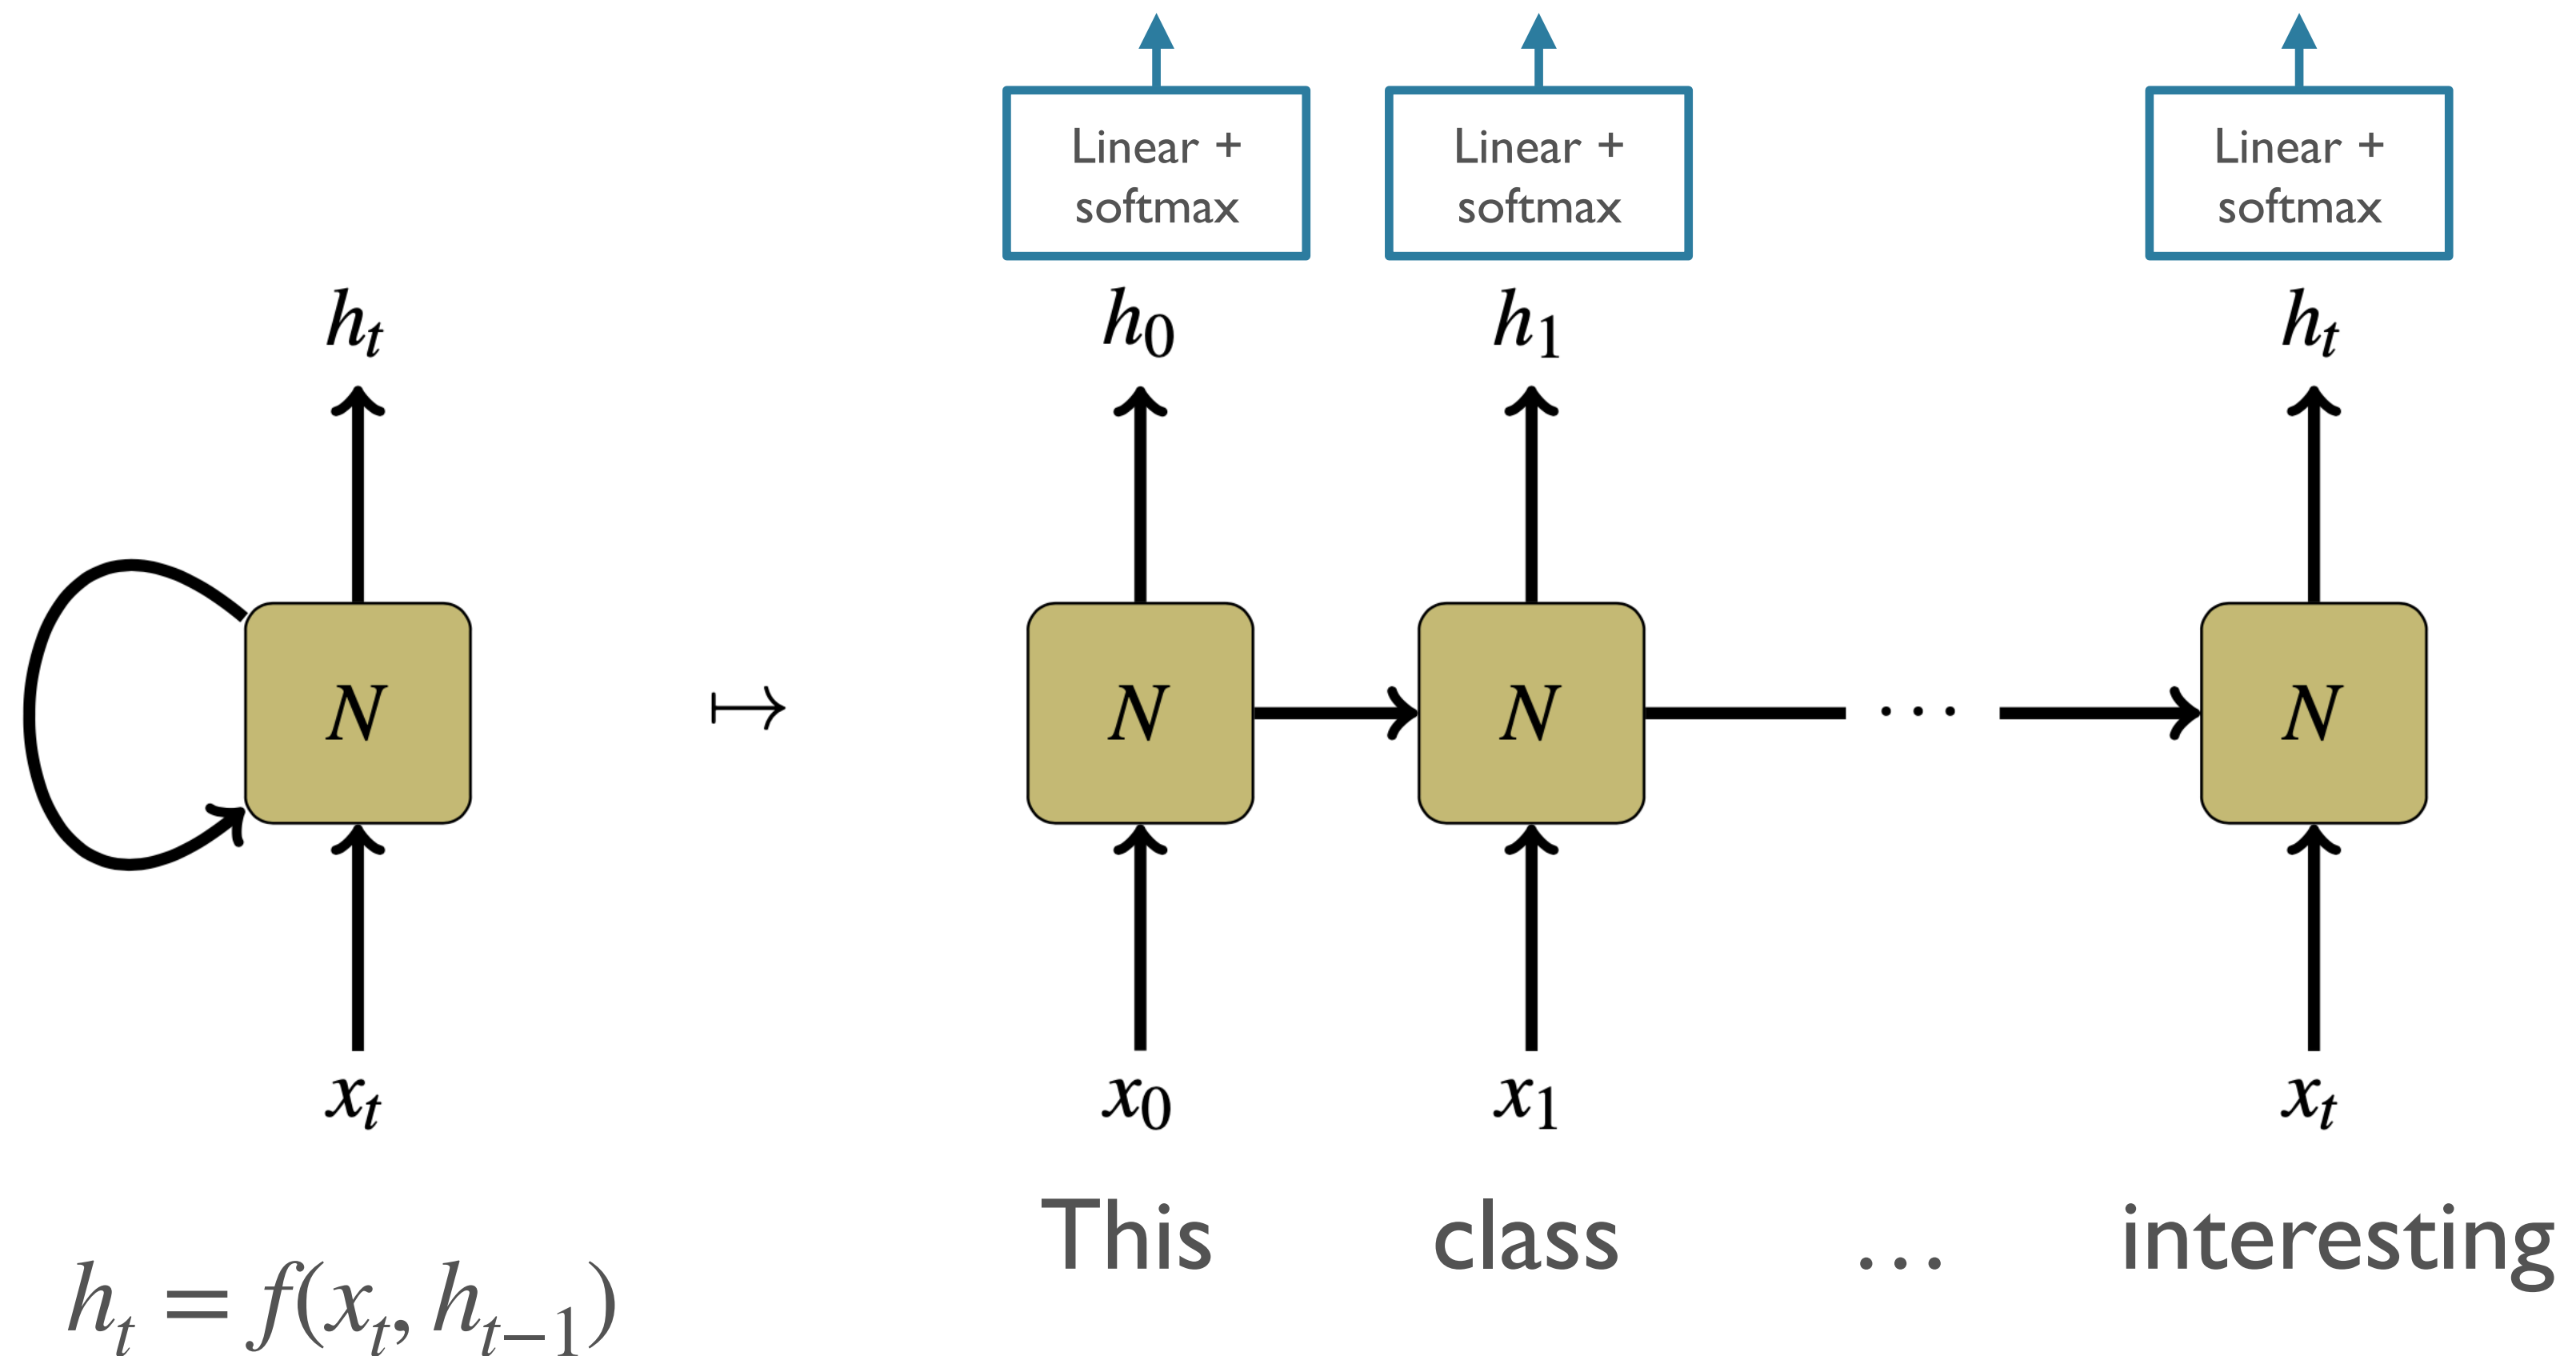 Linear +
softmax
Linear +
softmax
Linear +
softmax
h_t
h_0
h_1
h_t
N
↦
N
N
⋯
N
x_t
x_0
x_1
x_t
This
class
…
interesting
h_t = f(x_t, h_{t−1})